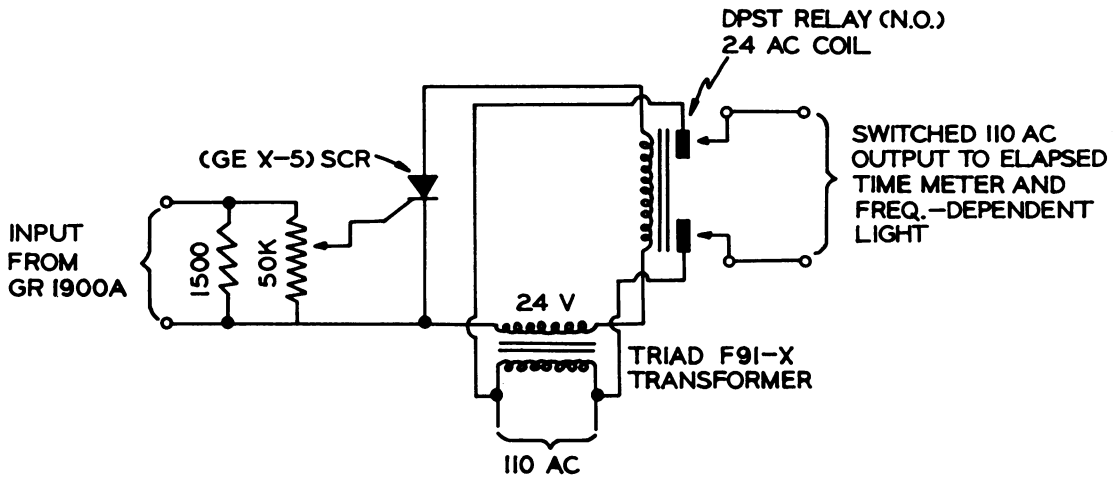 DPST RELAY (N.O.)
24 AC COIL
(GE X-5) SCR
SWITCHED 110 AC
OUTPUT TO ELAPSED
TIME METER AND
FREQ.-DEPENDENT
LIGHT
INPUT
FROM
GR 1900A
1500
50K
24 V
TRIAD F91-X
TRANSFORMER
110 AC